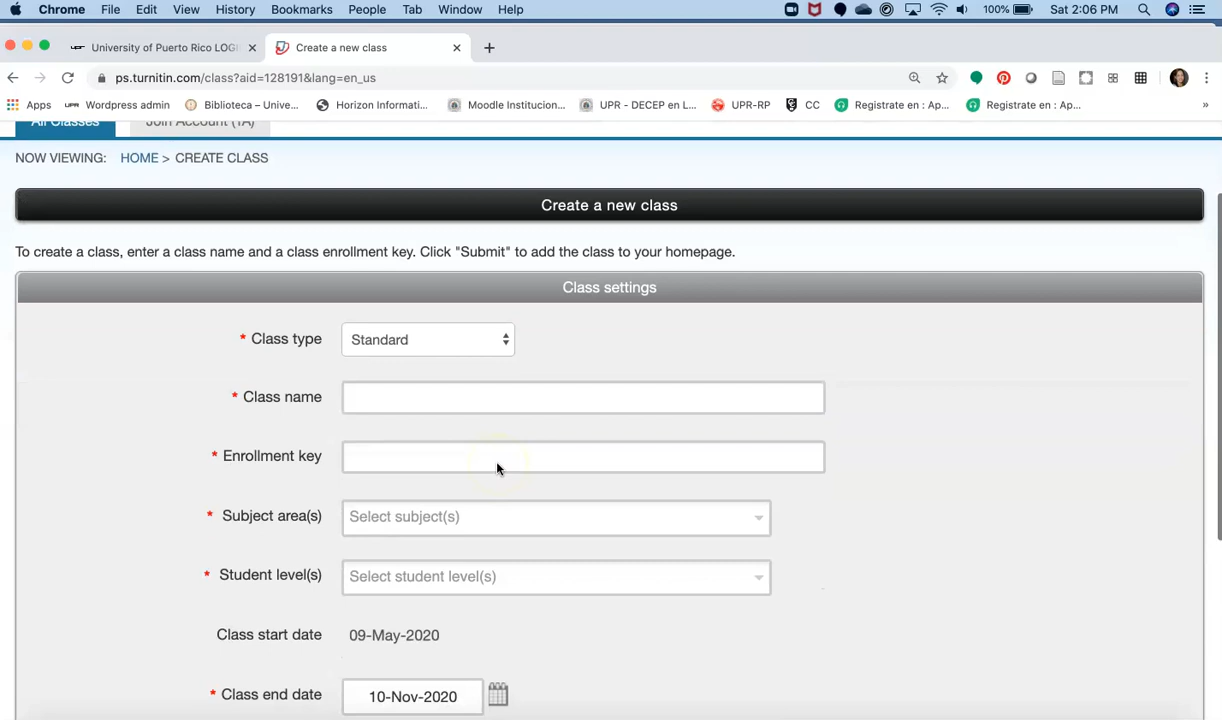 Chrome File Edit View History Bookmarks People Tab Window Help 100% Sat 2:06 PM
University of Puerto Rico LOGI Create a new class
ps.turnitin.com/class?aid=128191&lang=en_us
Apps Wordpress admin Biblioteca – Unive... Horizon Informati... Moodle Institucion... UPR - DECEP en L... UPR-RP CC Registrate en : Ap... Registrate en : Ap... »
All Classes Join Account (TA)
NOW VIEWING: HOME > CREATE CLASS
Create a new class
To create a class, enter a class name and a class enrollment key. Click "Submit" to add the class to your homepage.
Class settings
* Class type Standard
* Class name
* Enrollment key
* Subject area(s) Select subject(s)
* Student level(s) Select student level(s)
Class start date 09-May-2020
* Class end date 10-Nov-2020